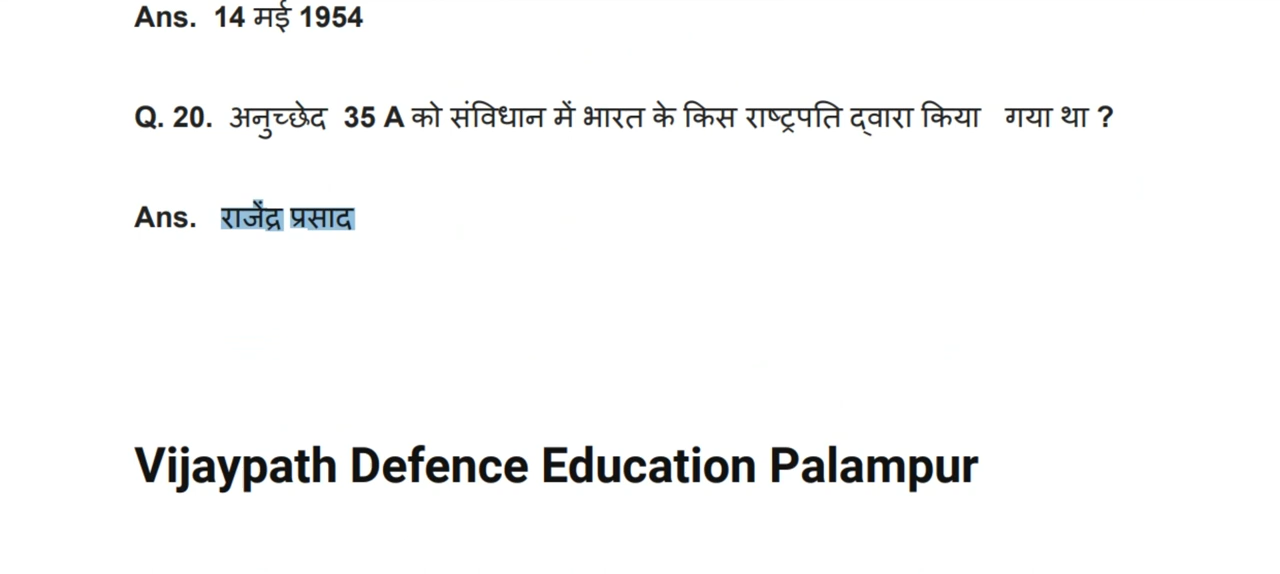 Ans. 14 मई 1954
Q. 20. अनुच्छेद 35 A को संविधान में भारत के किस राष्ट्रपति द्वारा किया गया था ?
Ans. राजेंद्र प्रसाद
Vijaypath Defence Education Palampur